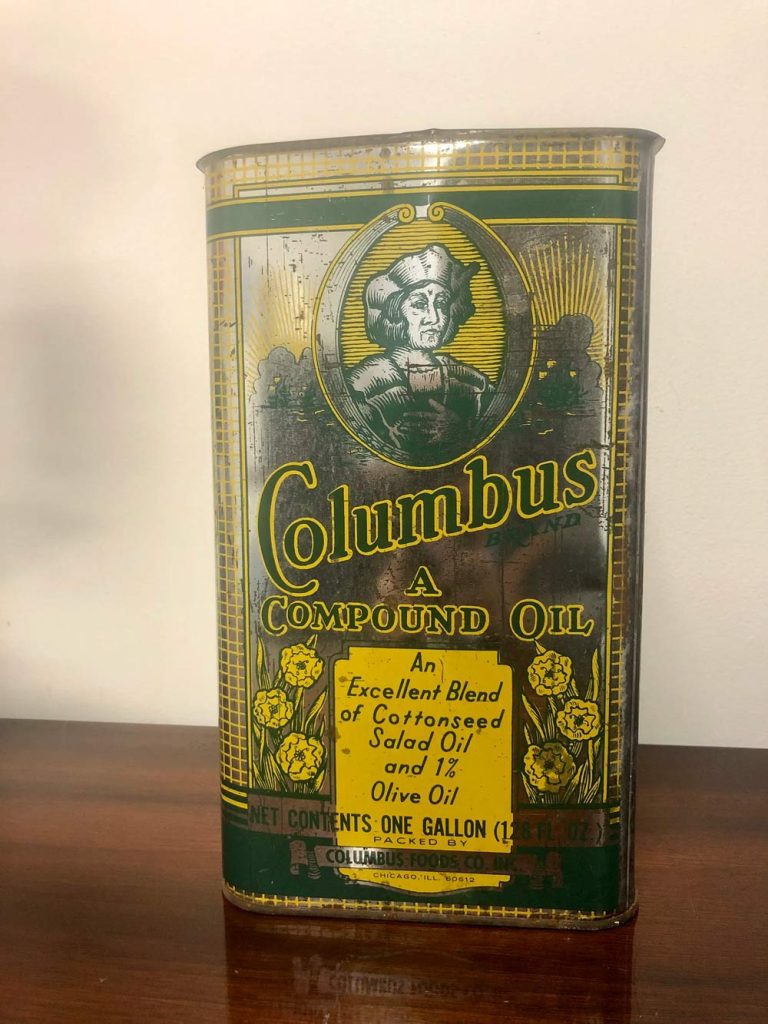 Columbus
BRAND
A
COMPOUND OIL
An
Excellent Blend
of Cottonseed
Salad Oil
and 1%
Olive Oil
NET CONTENTS ONE GALLON (128 FL. OZ.)
PACKED BY
COLUMBUS FOODS CO. INC.
CHICAGO, ILL. 60612